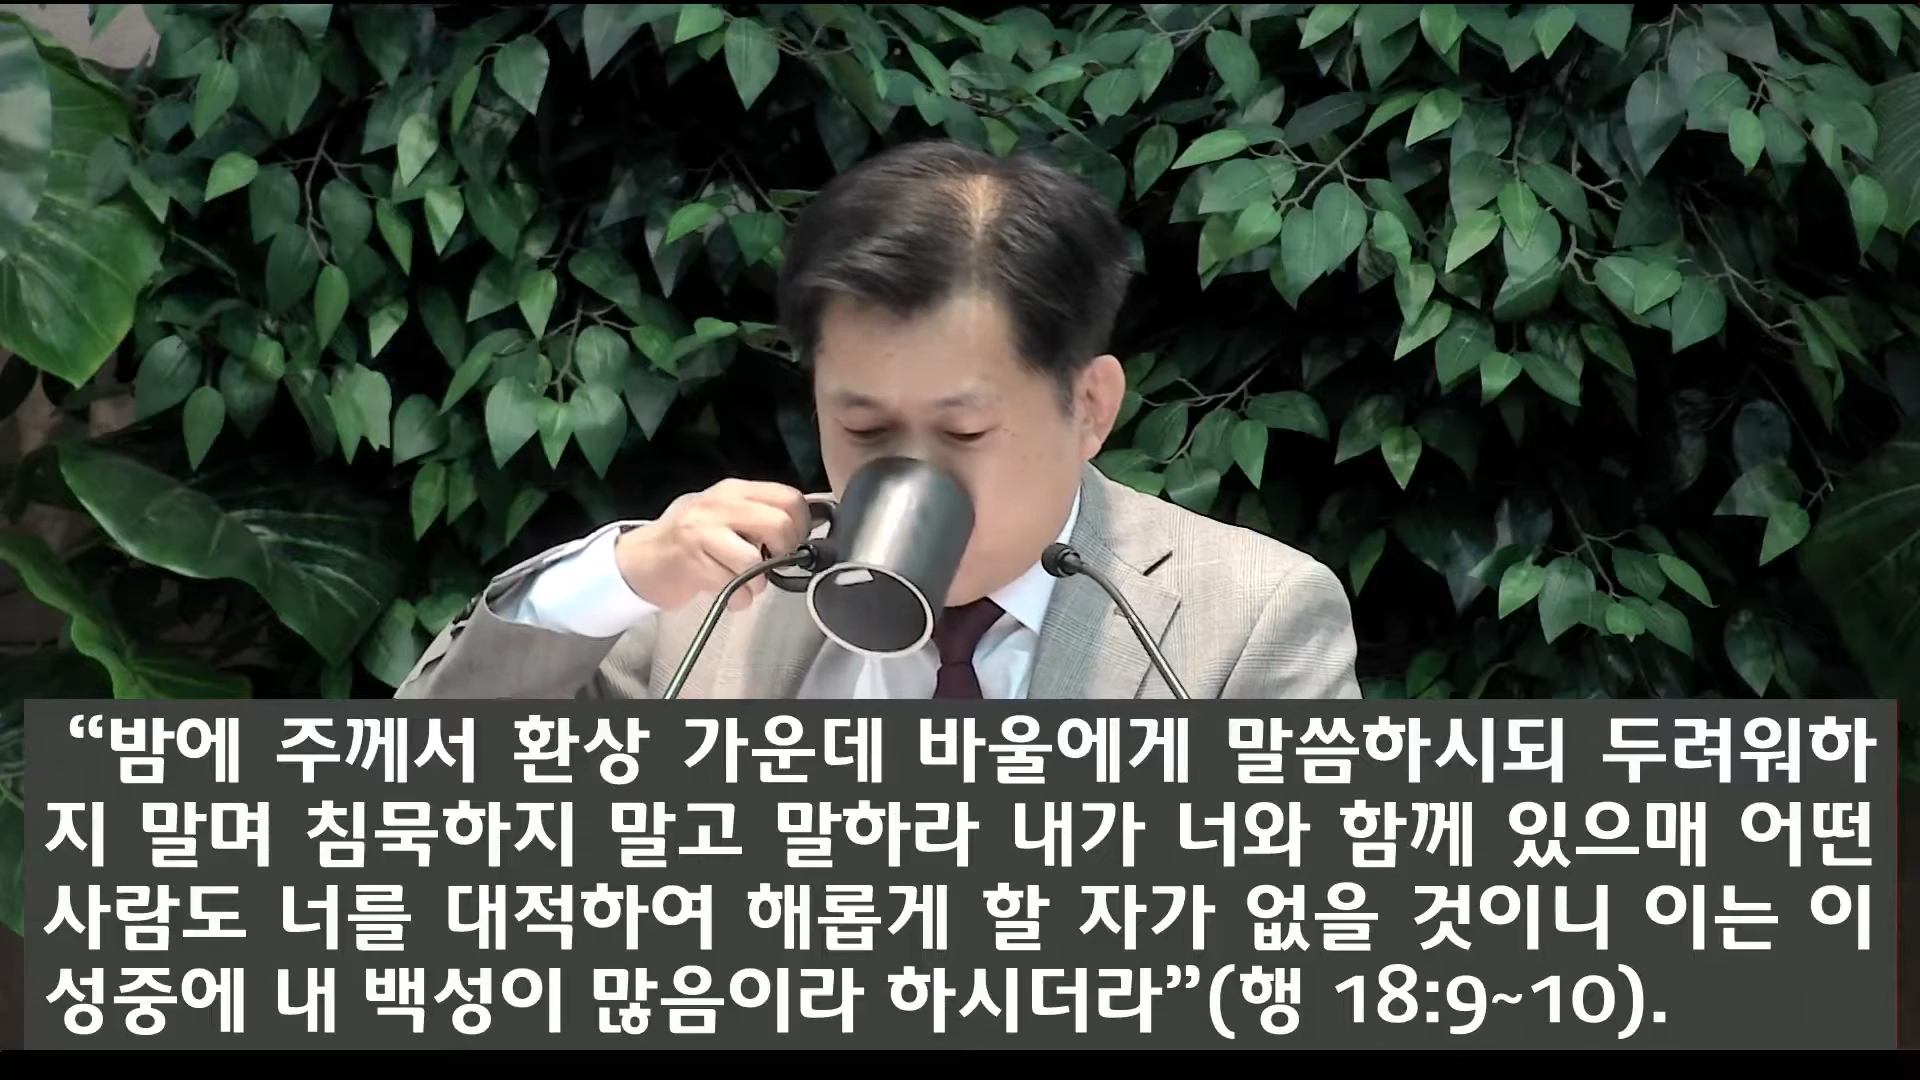 “밤에 주께서 환상 가운데 바울에게 말씀하시되 두려워하
지 말며 침묵하지 말고 말하라 내가 너와 함께 있으매 어떤
사람도 너를 대적하여 해롭게 할 자가 없을 것이니 이는 이
성중에 내 백성이 많음이라 하시더라”(행 18:9~10).